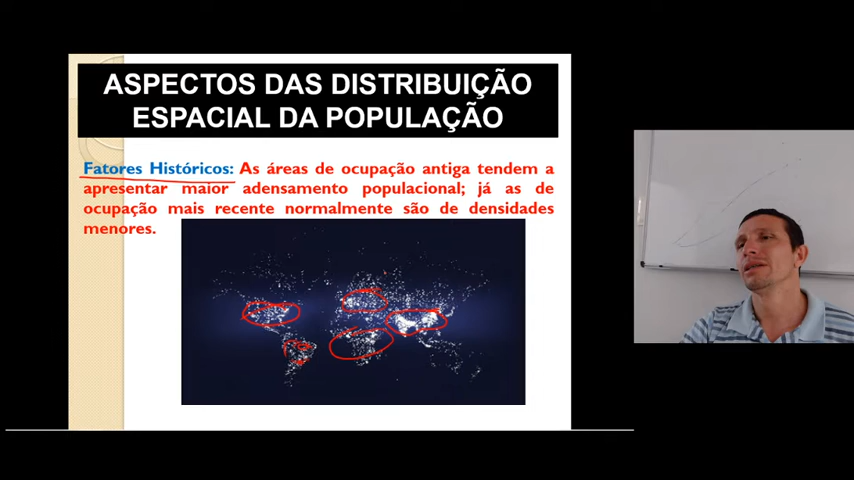 ASPECTOS DAS DISTRIBUIÇÃO
ESPACIAL DA POPULAÇÃO
Fatores Históricos: As áreas de ocupação antiga tendem a
apresentar maior adensamento populacional; já as de
ocupação mais recente normalmente são de densidades
menores.